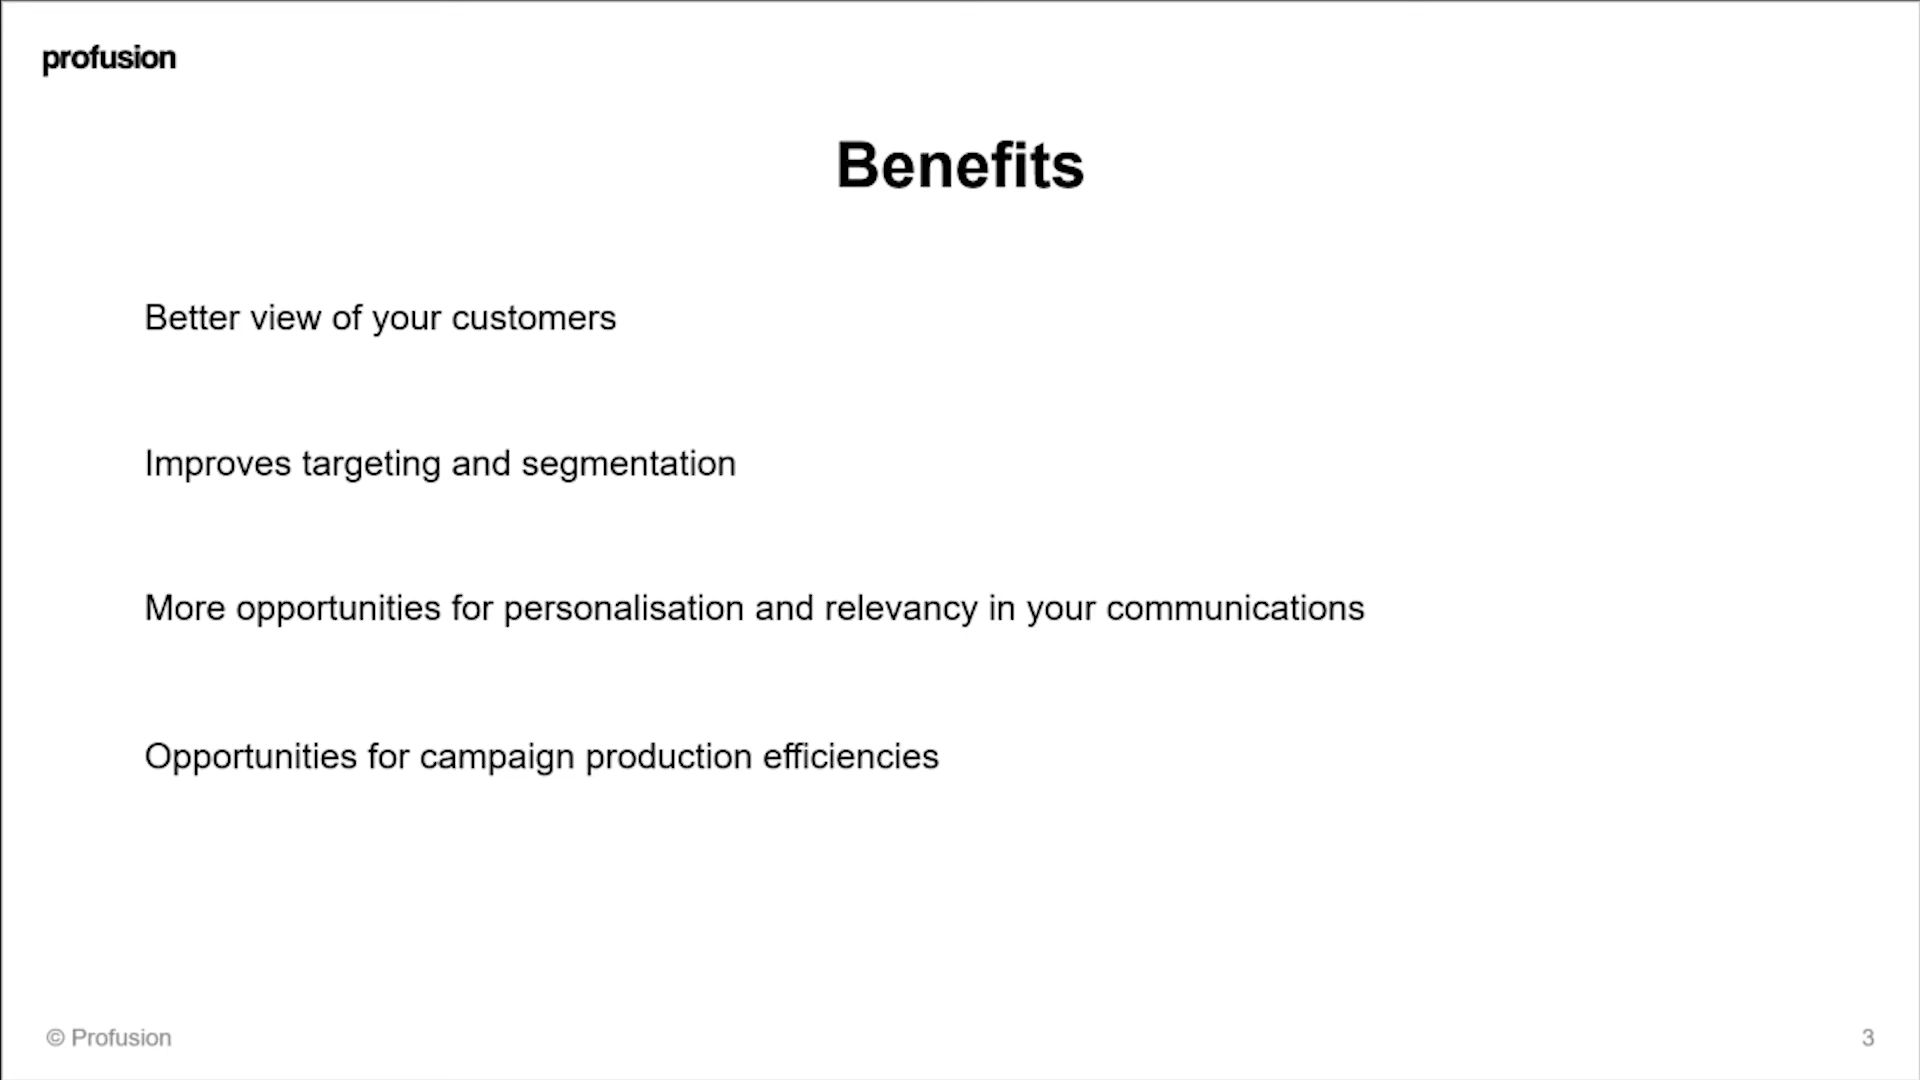 profusion
Benefits
Better view of your customers
Improves targeting and segmentation
More opportunities for personalisation and relevancy in your communications
Opportunities for campaign production efficiencies
© Profusion
3